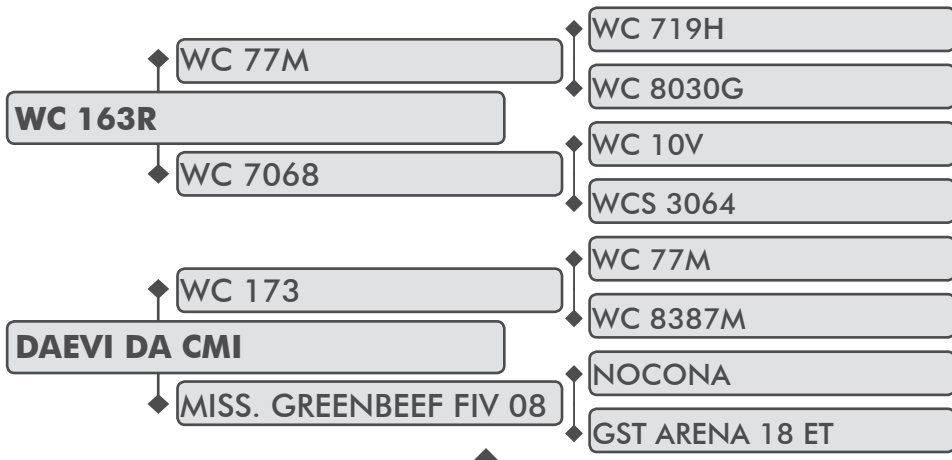 WC 719H
WC 77M
WC 8030G
WC 163R
WC 10V
WC 7068
WCS 3064
WC 77M
WC 173
WC 8387M
DAEVI DA CMI
NOCONA
MISS. GREENBEEF FIV 08
GST ARENA 18 ET